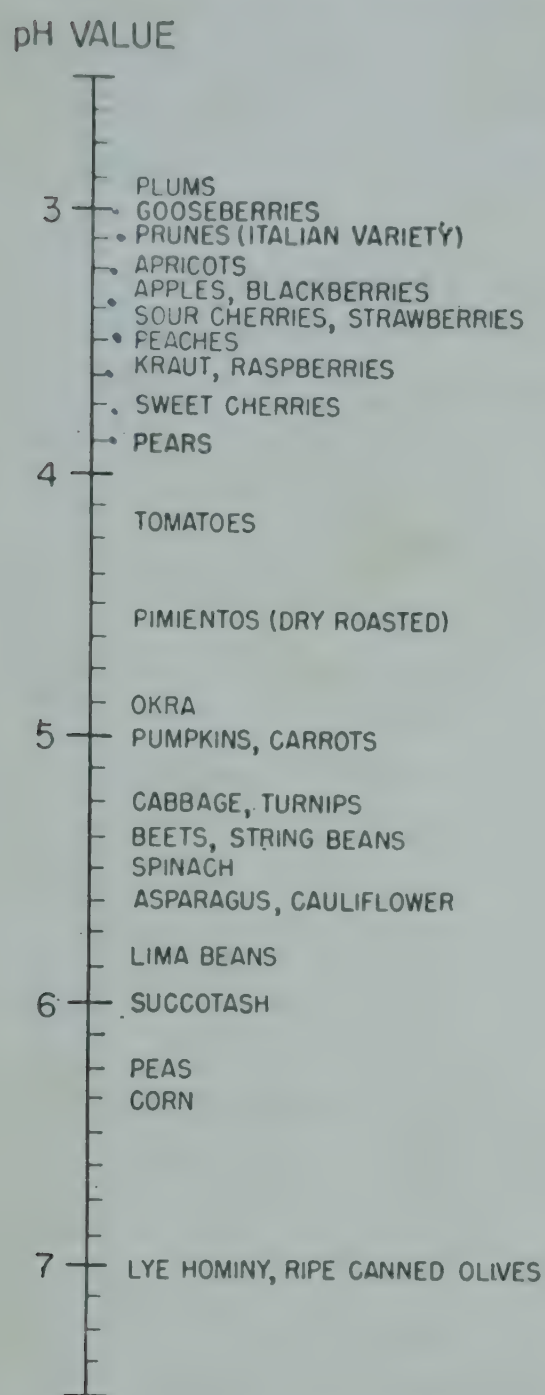 pH VALUE
PLUMS
3 GOOSEBERRIES
PRUNES (ITALIAN VARIETY)
APRICOTS
APPLES, BLACKBERRIES
SOUR CHERRIES, STRAWBERRIES
PEACHES
KRAUT, RASPBERRIES
SWEET CHERRIES
PEARS
4
TOMATOES
PIMIENTOS (DRY ROASTED)
OKRA
5 PUMPKINS, CARROTS
CABBAGE, TURNIPS
BEETS, STRING BEANS
SPINACH
ASPARAGUS, CAULIFLOWER
LIMA BEANS
6 SUCCOTASH
PEAS
CORN
7 LYE HOMINY, RIPE CANNED OLIVES